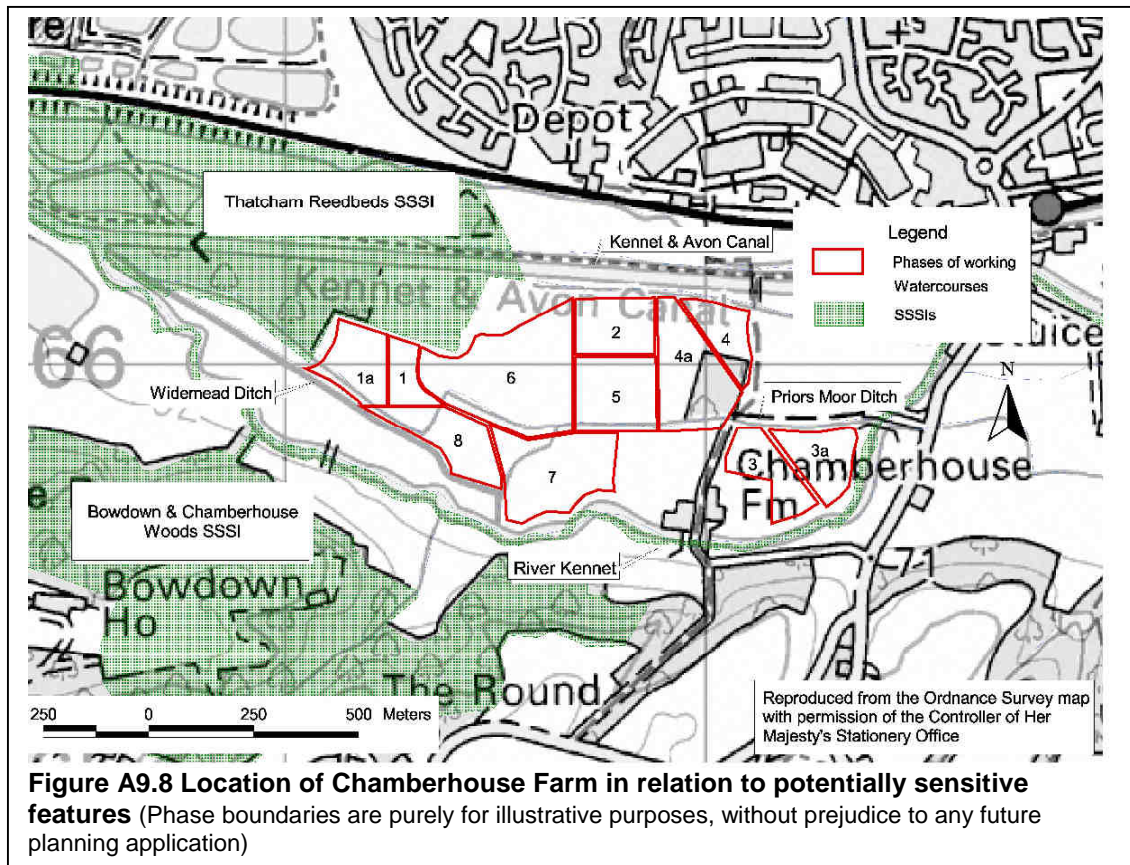 re
Depot
Thatcham Reedbeds SSSI
Kennet & Avon Canal
Legend
Phases of working
Watercourses
SSSIs
Kennet & Avon Canal
uice
66
2
4
4a
1a
1
6
5
N
Widernead Ditch
Priors Moor Ditch
8
7
3
3a
Chamberhouse
Fm
e
Bowdown & Chamberhouse
Woods SSSI
River Kennet
Bowdown
Ho
The Round
250 0 250 500 Meters
Reproduced from the Ordnance Survey map
with permission of the Controller of Her
Majesty's Stationery Office
Figure A9.8 Location of Chamberhouse Farm in relation to potentially sensitive
features (Phase boundaries are purely for illustrative purposes, without prejudice to any future
planning application)